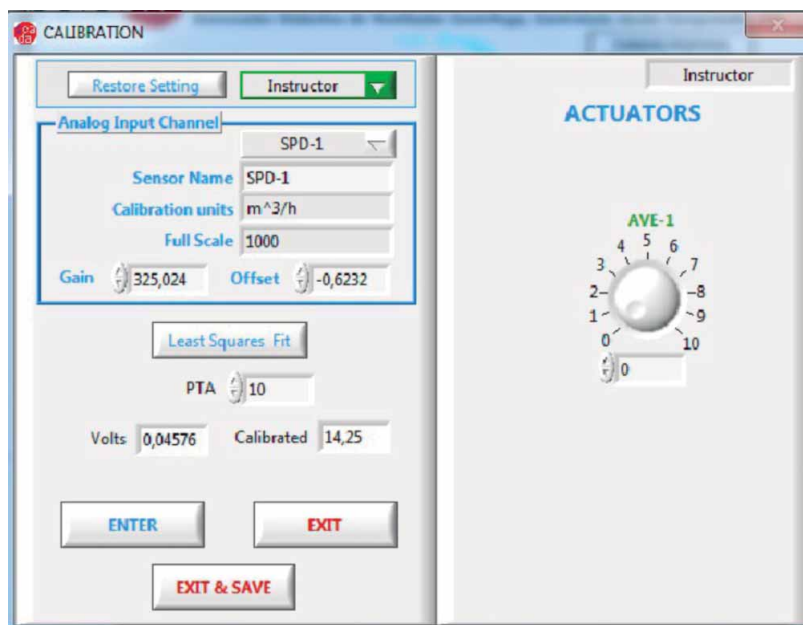 CALIBRATION
Restore Setting Instructor
Analog Input Channel
SPD-1
Sensor Name SPD-1
Calibration units m^3/h
Full Scale 1000
Gain 325,024 Offset -0,6232
Least Squares Fit
PTA 10
Volts 0,04576 Calibrated 14,25
ENTER EXIT
EXIT & SAVE
Instructor
ACTUATORS
AVE-1
0 1 2 3 4 5 6 7 8 9 10
0